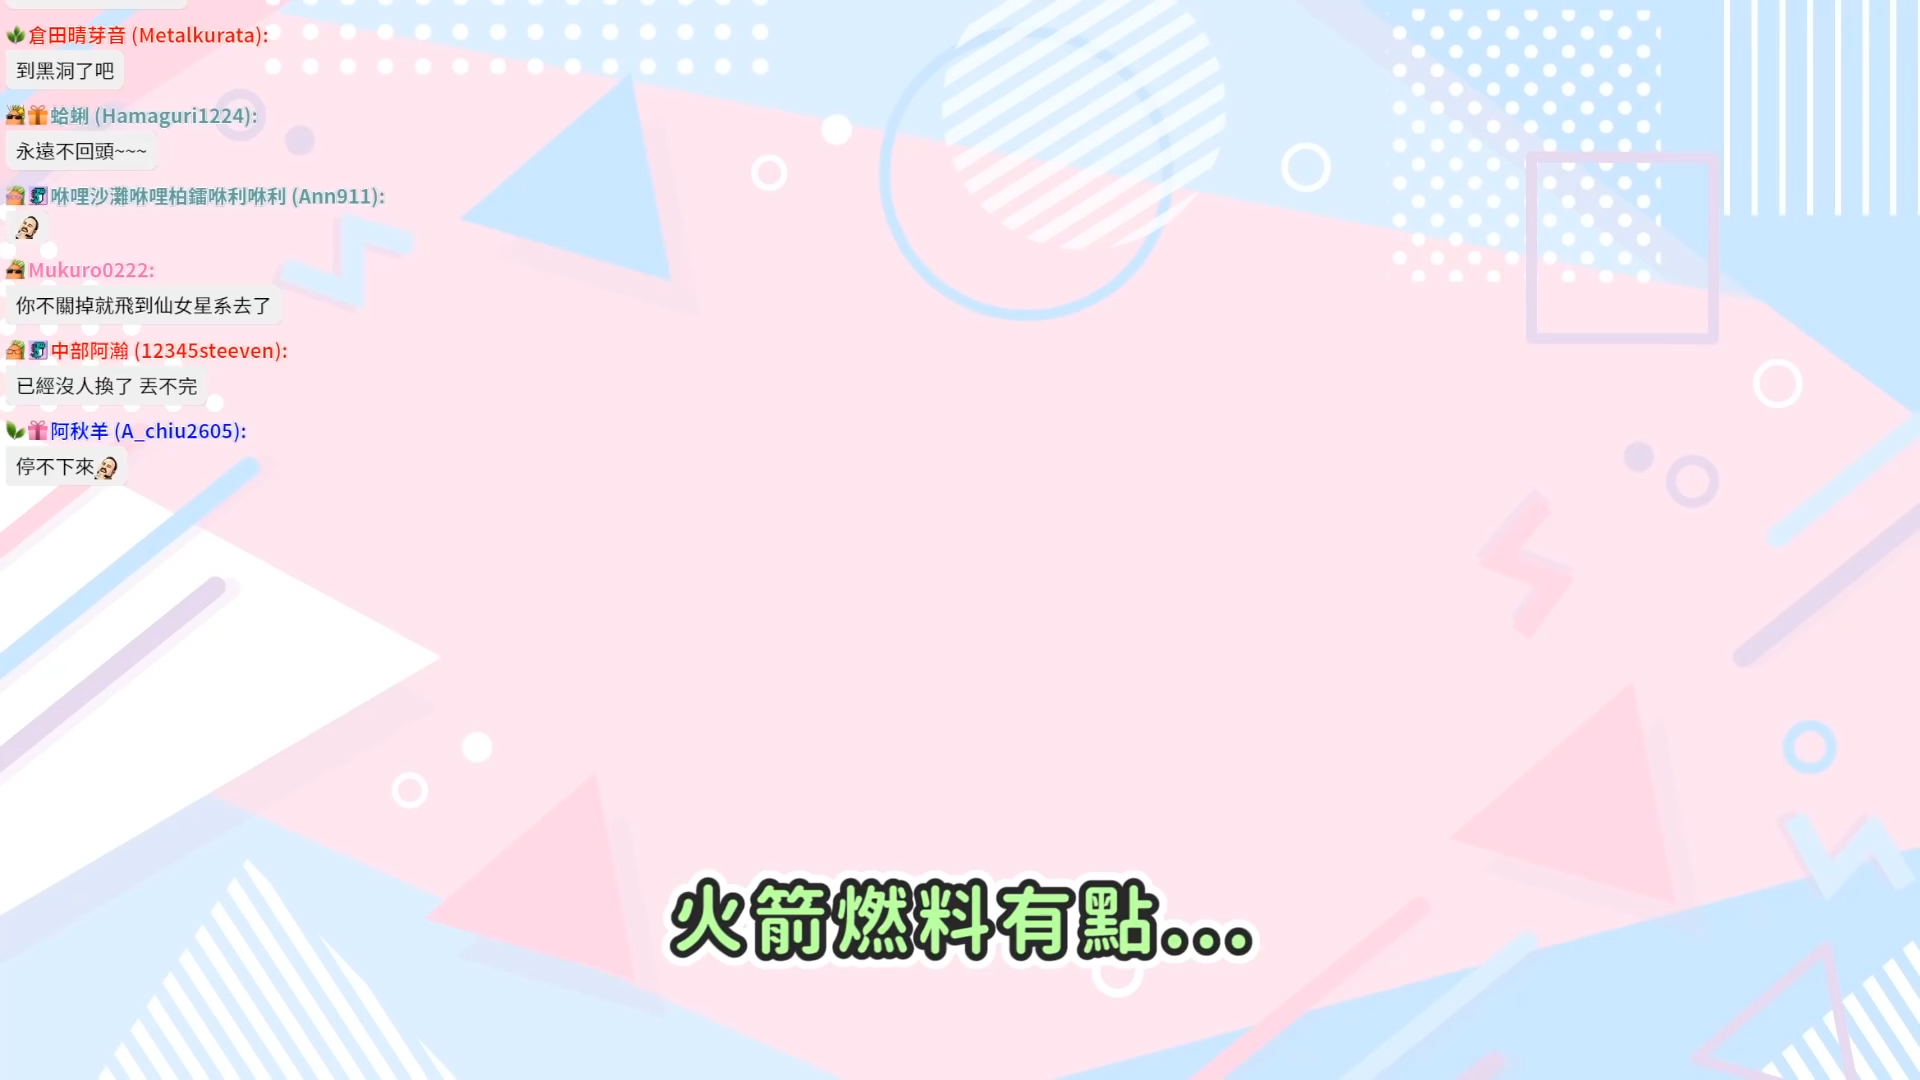 倉田晴芽音 (Metalkurata):
到黑洞了吧
蛤蜊 (Hamaguri1224):
永遠不回頭~~~
咻哩沙灘咻哩柏鐳咻利咻利 (Ann911):
Mukuro0222:
你不關掉就飛到仙女星系去了
中部阿瀚 (12345steeven):
已經沒人換了 丟不完
阿秋羊 (A_chiu2605):
停不下來
火箭燃料有點...